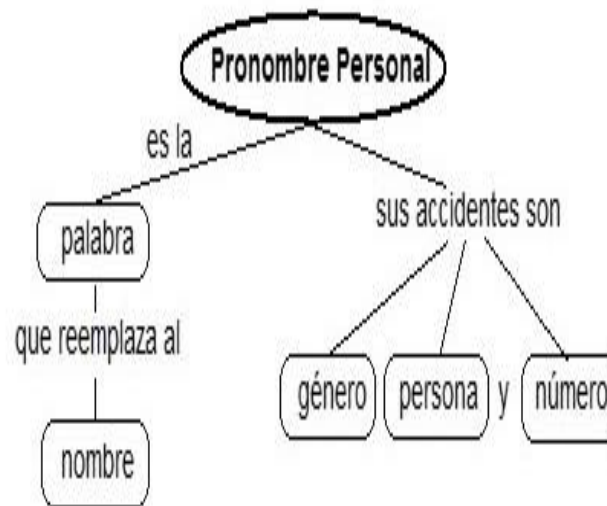 Pronombre Personal
es la
palabra
que reemplaza al
nombre
sus accidentes son
género persona y número